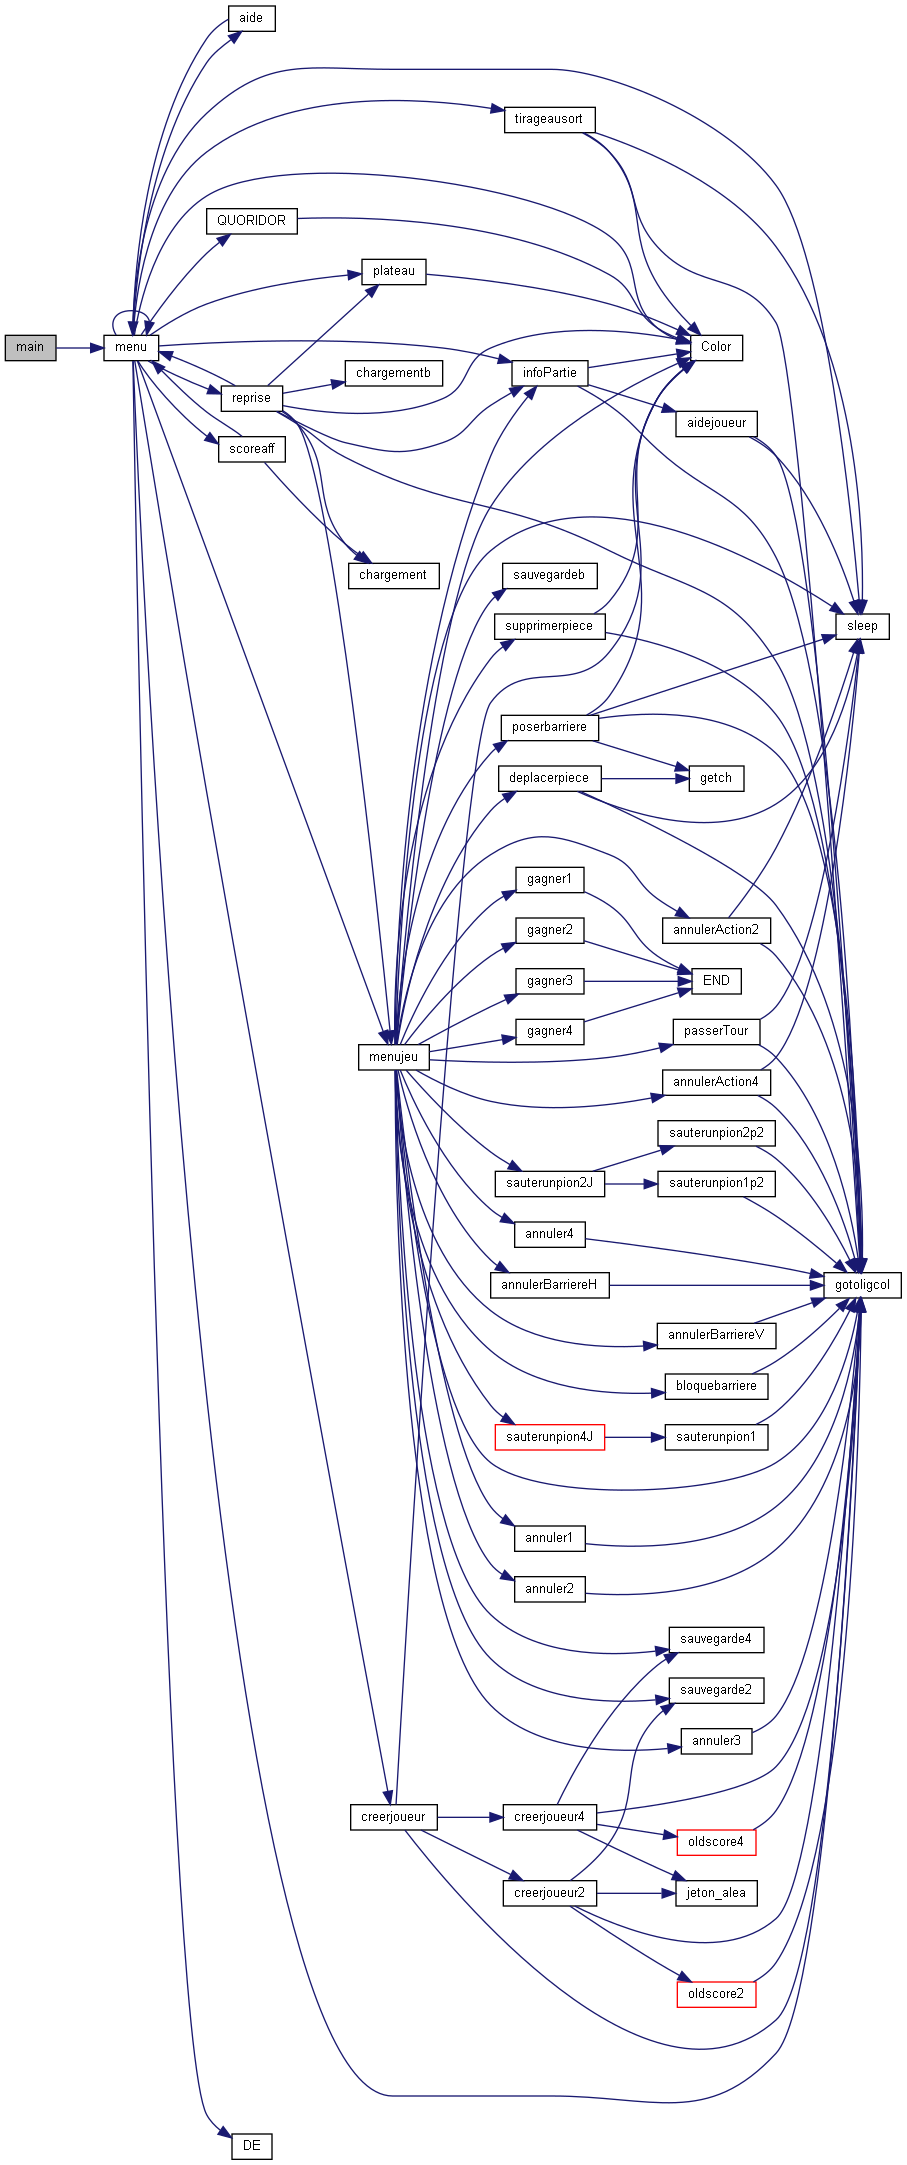 aide
tirageausort
QUORIDOR
plateau
main
menu
Color
chargementb
infoPartie
reprise
aidejoueur
scoreaff
chargement
sauvegardeb
supprimerpiece
sleep
poserbarriere
deplacerpiece
getch
gagner1
annulerAction2
gagner2
gagner3
END
gagner4
passerTour
menujeu
annulerAction4
sauterunpion2p2
sauterunpion2J
sauterunpion1p2
annuler4
annulerBarriereH
gotoligcol
annulerBarriereV
bloquebarriere
sauterunpion4J
sauterunpion1
annuler1
annuler2
sauvegarde4
sauvegarde2
annuler3
creerjoueur
creerjoueur4
oldscore4
creerjoueur2
jeton_alea
oldscore2
DE